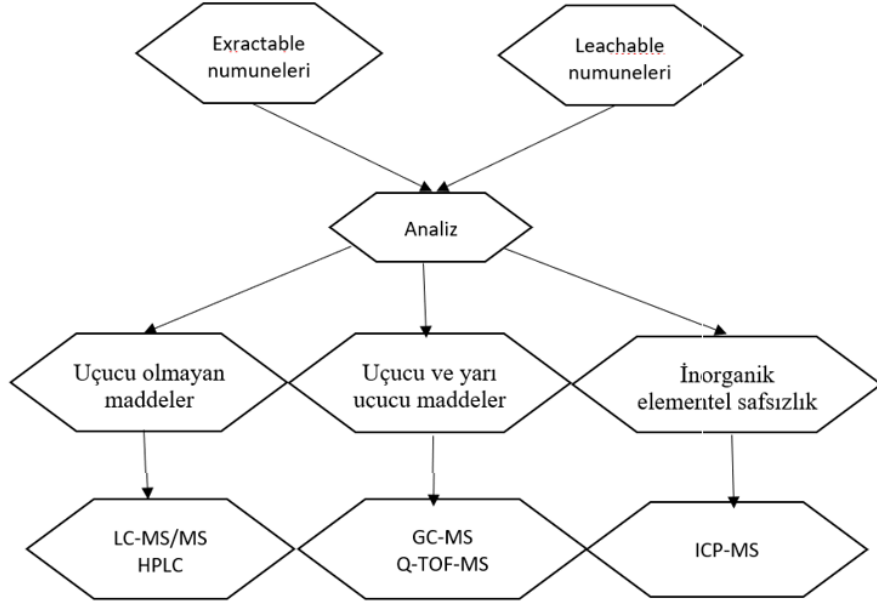 Exractable
numuneleri
Leachable
numuneleri
Analiz
Uçucu olmayan
maddeler
Uçucu ve yarı
ucucu maddeler
İnorganik
elementel safsızlık
LC-MS/MS
HPLC
GC-MS
Q-TOF-MS
ICP-MS